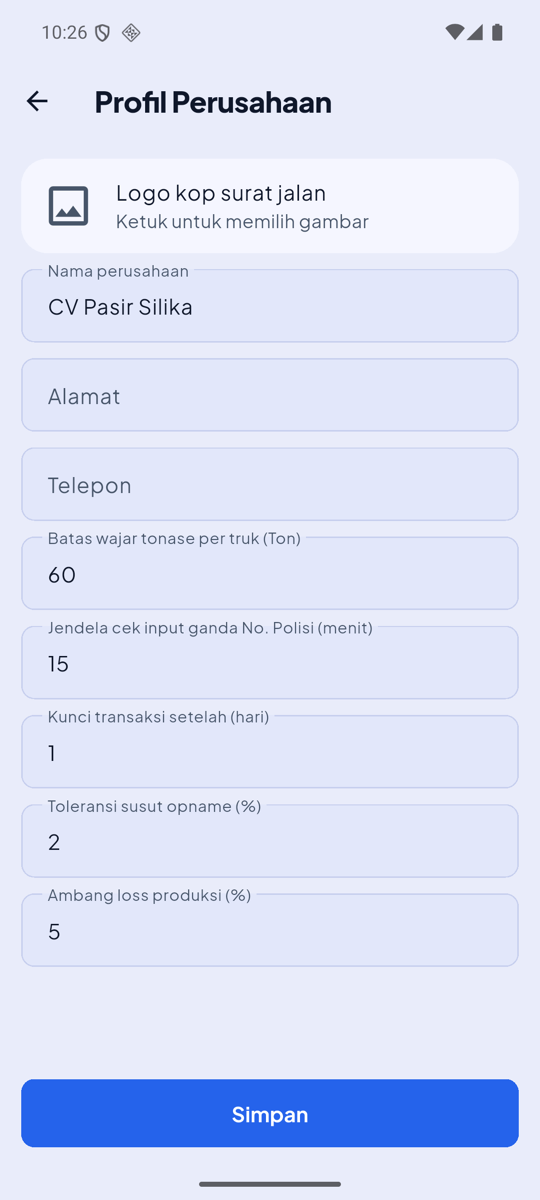 10:26
Profil Perusahaan
Logo kop surat jalan
Ketuk untuk memilih gambar
Nama perusahaan
CV Pasir Silika
Alamat
Telepon
Batas wajar tonase per truk (Ton)
60
Jendela cek input ganda No. Polisi (menit)
15
Kunci transaksi setelah (hari)
1
Toleransi susut opname (%)
2
Ambang loss produksi (%)
5
Simpan